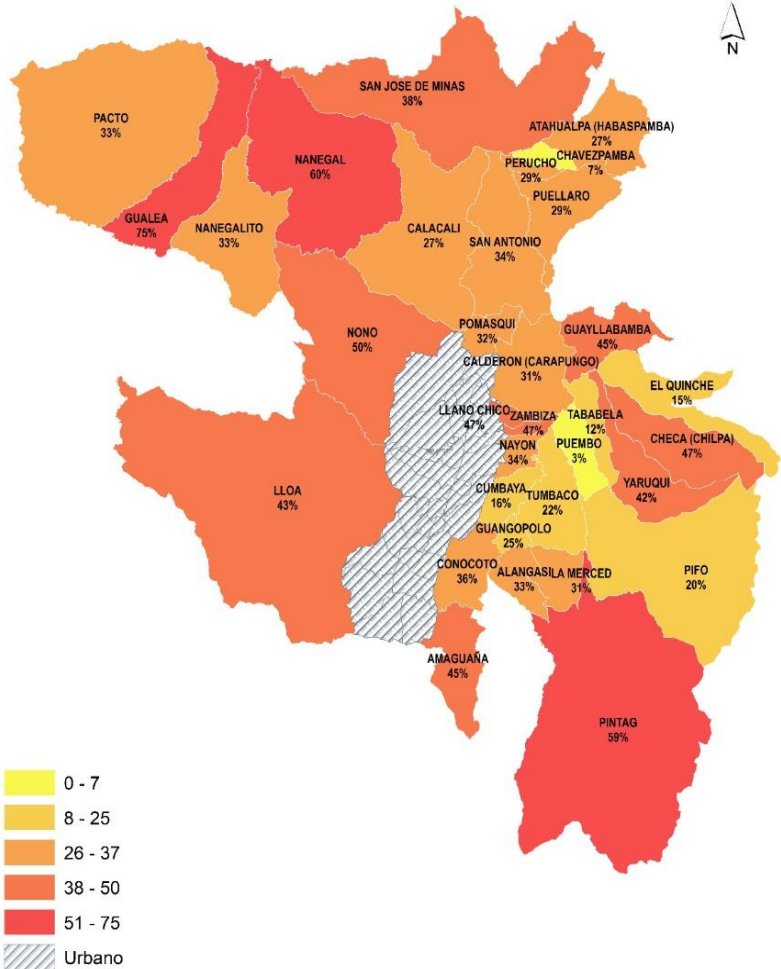 N
SAN JOSE DE MINAS
38%
PACTO
33%
ATAHUALPA (HABASPAMBA)
27%
NANEGAL
60%
PERUCHO
29%
CHAVEZPAMBA
7%
PUELLARO
29%
GUALEA
75%
NANEGALITO
33%
CALACALI
27%
SAN ANTONIO
34%
NONO
50%
POMASQUI
32%
GUAYLLABAMBA
45%
CALDERON (CARAPUNGO)
31%
EL QUINCHE
15%
LLANO CHICO
47%
ZAMBIZA
47%
TABABELA
12%
CHECA (CHILPA)
47%
NAYON
34%
PUEMBO
3%
YARUQUI
42%
LLOA
43%
CUMBAYA
16%
TUMBACO
22%
GUANGOPOLO
25%
CONOCOTO
36%
ALANGASI
33%
LA MERCED
31%
PIFO
20%
AMAGUAÑA
45%
PINTAG
59%
0 - 7
8 - 25
26 - 37
38 - 50
51 - 75
Urbano